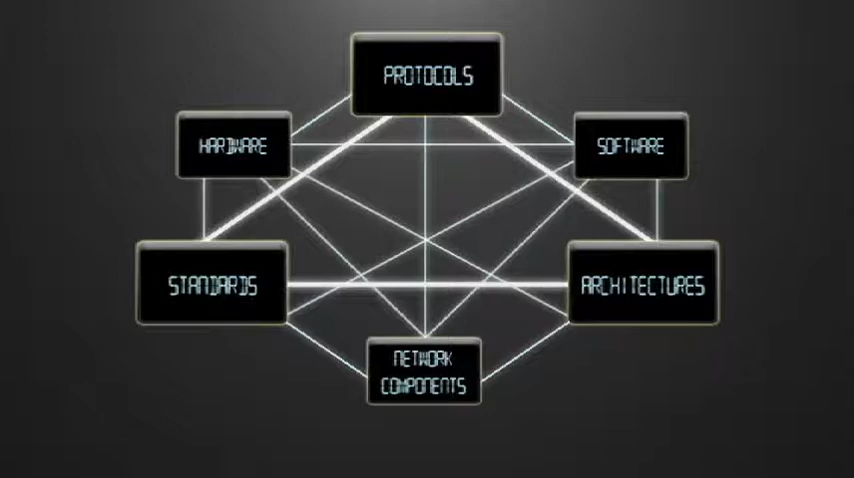 PROTOCOLS
HARDWARE
SOFTWARE
STANDARDS
ARCHITECTURES
NETWORK
COMPONENTS